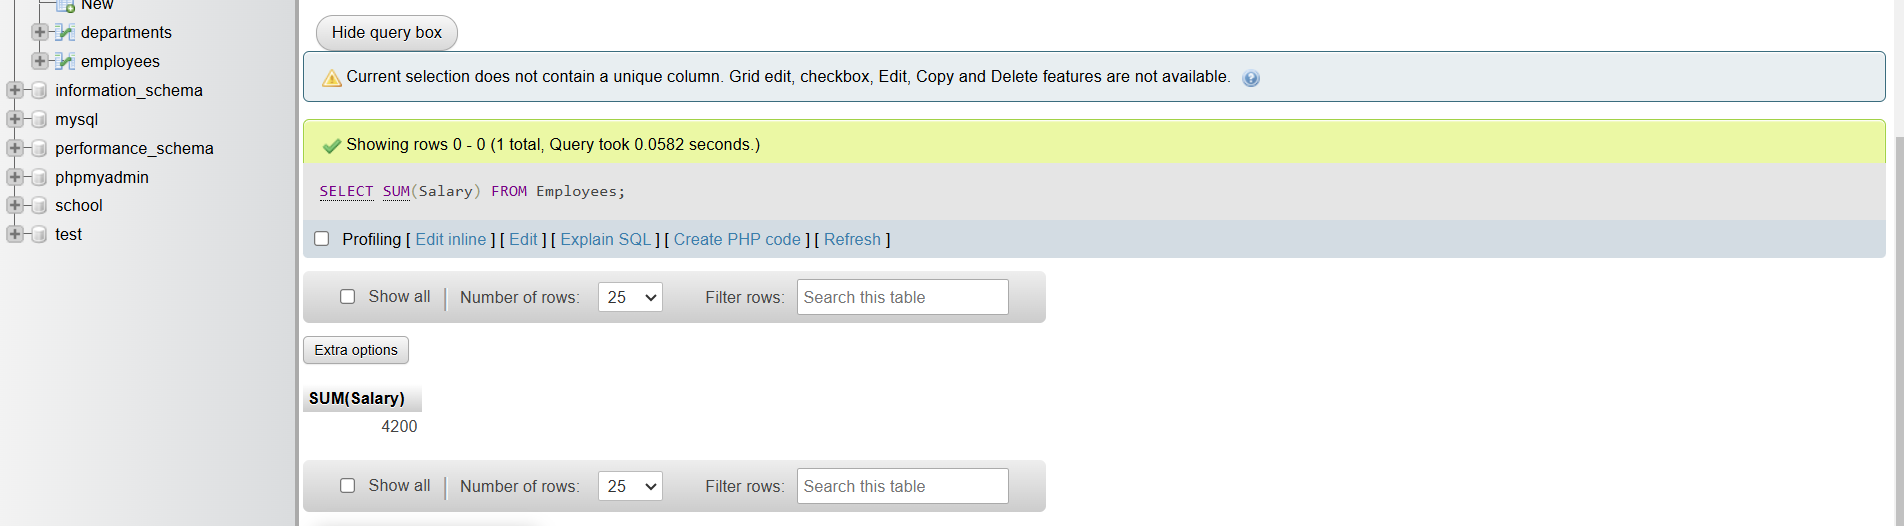 New
departments
employees
information_schema
mysql
performance_schema
phpmyadmin
school
test
Hide query box
Current selection does not contain a unique column. Grid edit, checkbox, Edit, Copy and Delete features are not available.
Showing rows 0 - 0 (1 total, Query took 0.0582 seconds.)
SELECT SUM(Salary) FROM Employees;
Profiling [ Edit inline ] [ Edit ] [ Explain SQL ] [ Create PHP code ] [ Refresh ]
Show all | Number of rows: 25 Filter rows: Search this table
Extra options
SUM(Salary)
4200
Show all | Number of rows: 25 Filter rows: Search this table